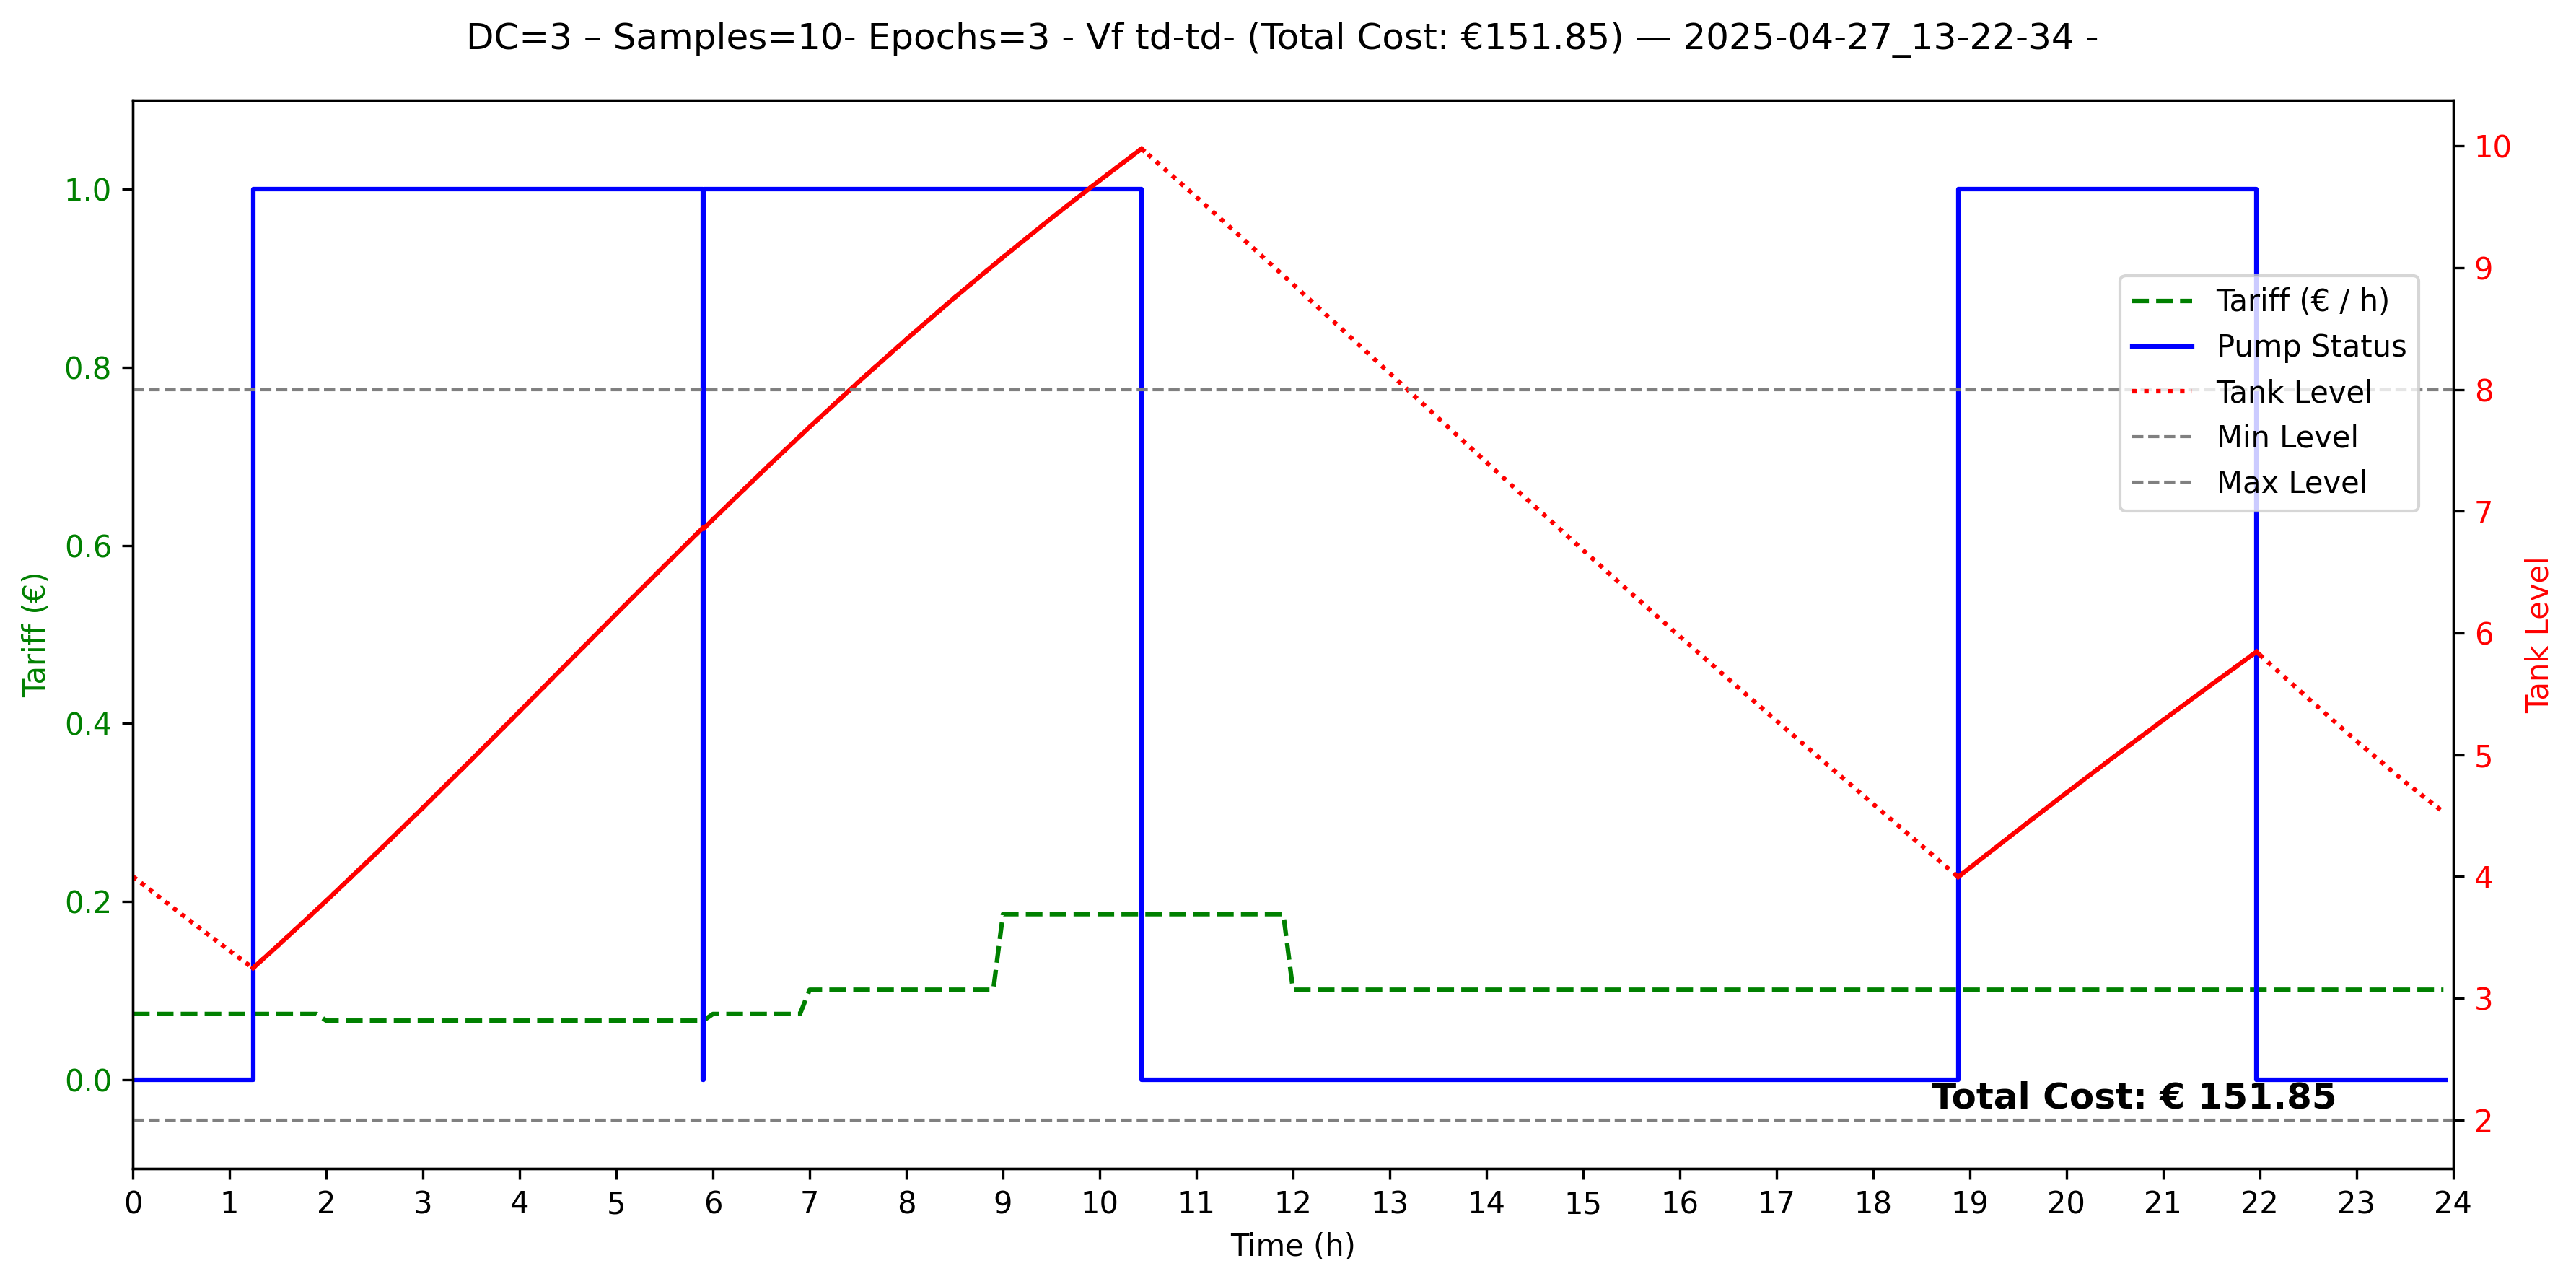 DC=3 – Samples=10- Epochs=3 - Vf td-td- (Total Cost: €151.85) — 2025-04-27_13-22-34 -
Tariff (€)
1.0
0.8
0.6
0.4
0.2
0.0
10
9
8
7
6
5
4
3
2
Tank Level
Tariff (€ / h)
Pump Status
Tank Level
Min Level
Max Level
Total Cost: € 151.85
0 1 2 3 4 5 6 7 8 9 10 11 12 13 14 15 16 17 18 19 20 21 22 23 24
Time (h)